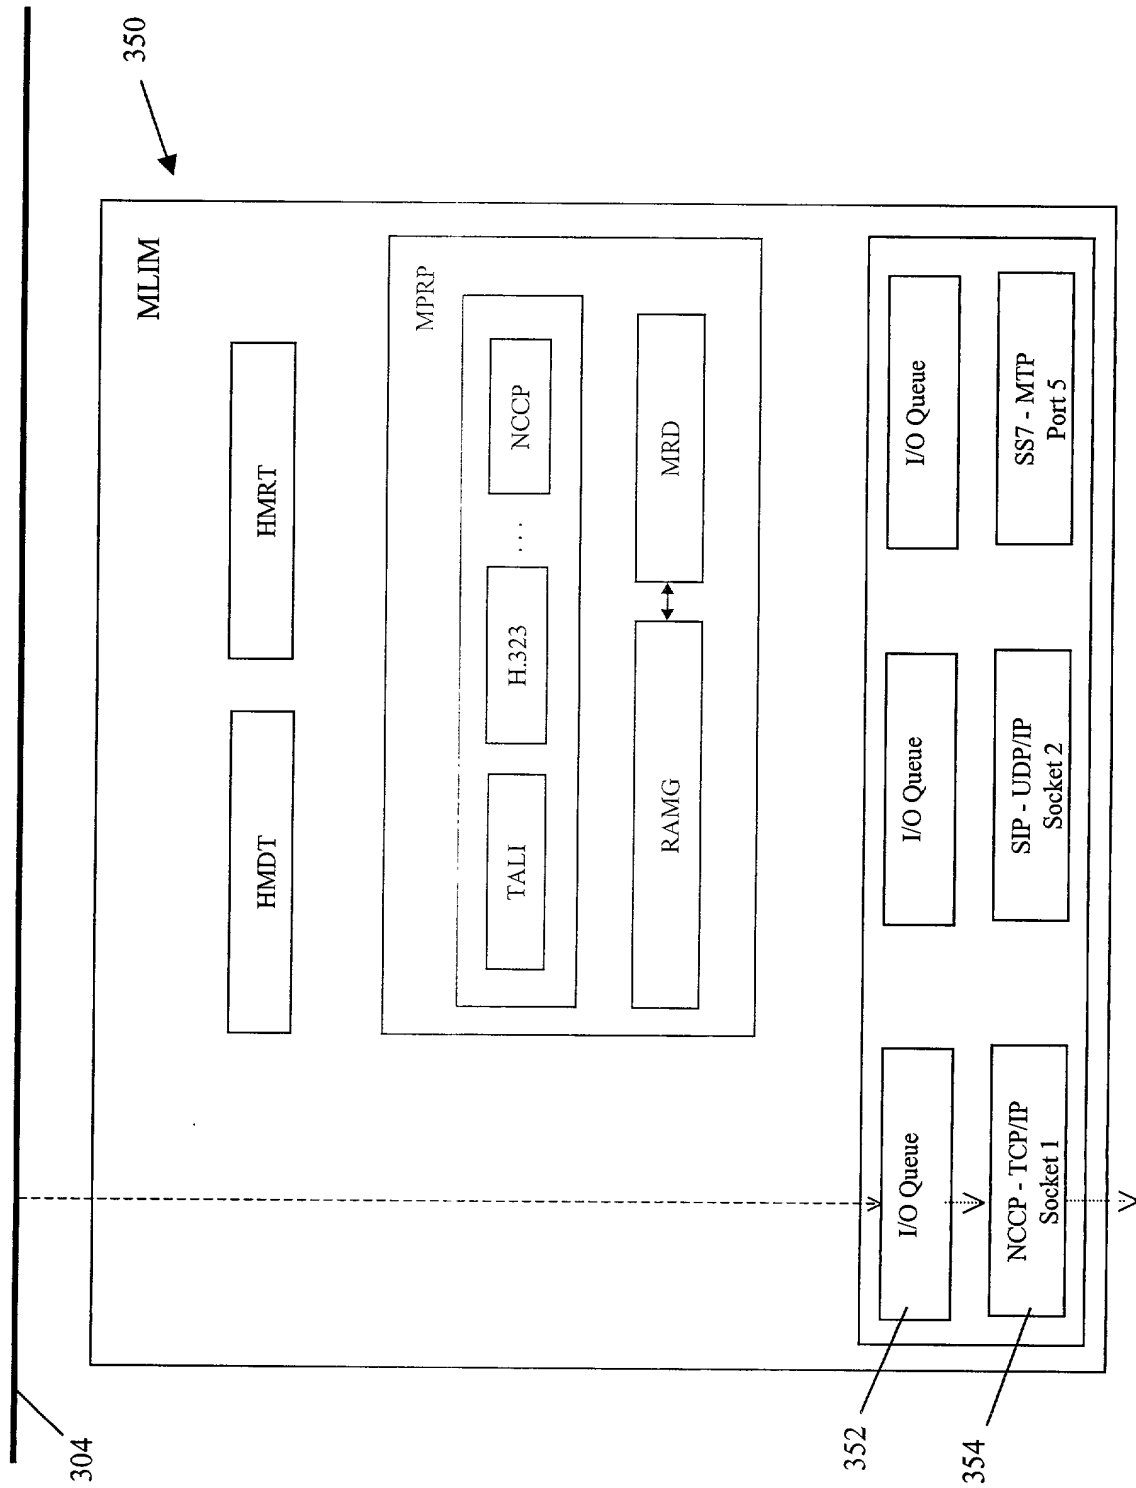 350
304
MLIM
HMDT
HMRT
MPRP
TALI
H.323
...
NCCP
RAMG
MRD
I/O Queue
I/O Queue
I/O Queue
NCCP - TCP/IP
Socket 1
SIP - UDP/IP
Socket 2
SS7 - MTP
Port 5
352
354